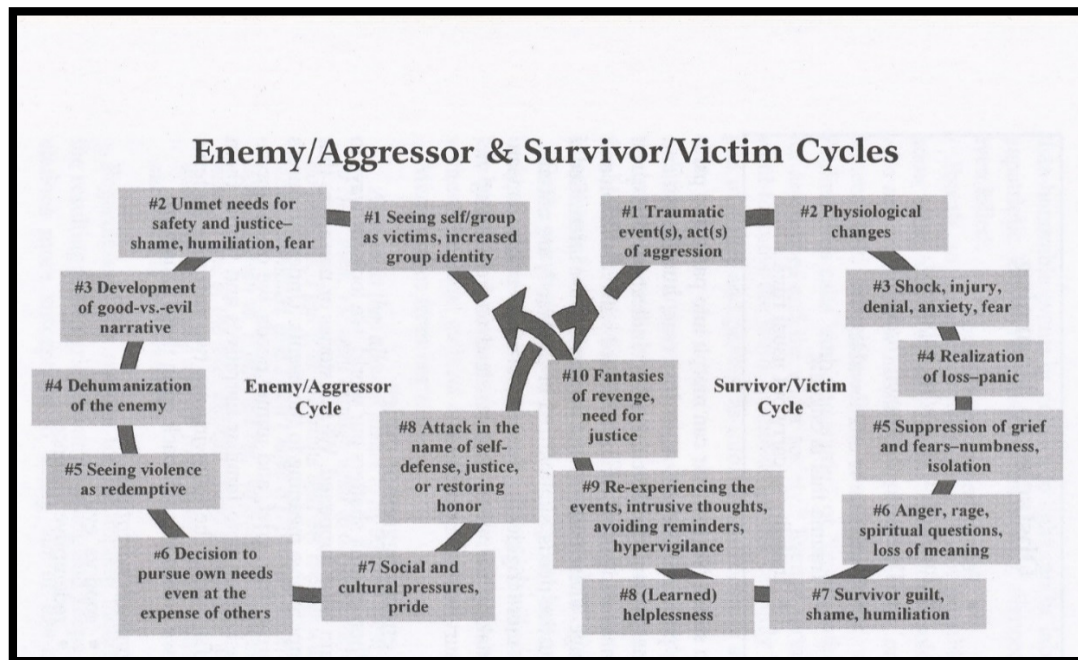 Enemy/Aggressor & Survivor/Victim Cycles
#2 Unmet needs for
safety and justice–
shame, humiliation, fear
#1 Seeing self/group
as victims, increased
group identity
#3 Development
of good-vs.-evil
narrative
#4 Dehumanization
of the enemy
Enemy/Aggressor
Cycle
#5 Seeing violence
as redemptive
#6 Decision to
pursue own needs
even at the
expense of others
#7 Social and
cultural pressures,
pride
#8 Attack in the
name of self-
defense, justice,
or restoring
honor
#1 Traumatic
event(s), act(s)
of aggression
#2 Physiological
changes
#3 Shock, injury,
denial, anxiety, fear
#4 Realization
of loss–panic
Survivor/Victim
Cycle
#5 Suppression of grief
and fears–numbness,
isolation
#6 Anger, rage,
spiritual questions,
loss of meaning
#7 Survivor guilt,
shame, humiliation
#8 (Learned)
helplessness
#9 Re-experiencing the
events, intrusive thoughts,
avoiding reminders,
hypervigilance
#10 Fantasies
of revenge,
need for
justice